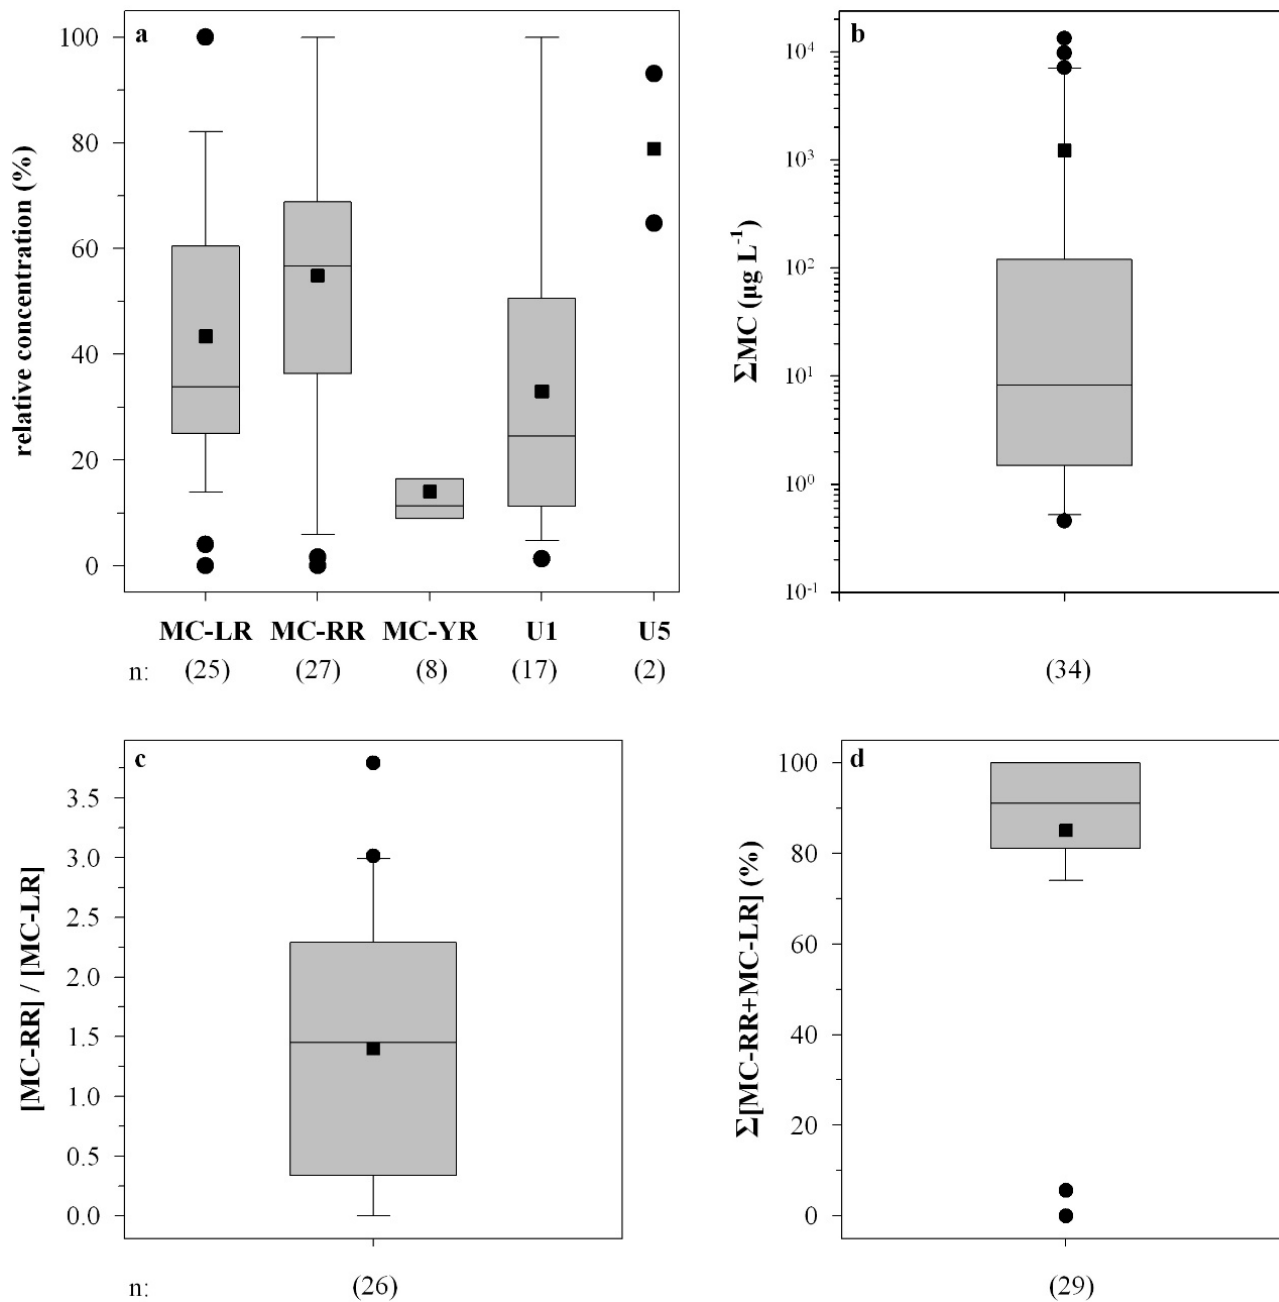 a
relative concentration (%)
100
80
60
40
20
0
MC-LR MC-RR MC-YR U1 U5
n: (25) (27) (8) (17) (2)
b
ΣMC (µg L⁻¹)
10⁴
10³
10²
10¹
10⁰
10⁻¹
(34)
c
[MC-RR] / [MC-LR]
3.5
3.0
2.5
2.0
1.5
1.0
0.5
0.0
n: (26)
d
Σ[MC-RR+MC-LR] (%)
100
80
60
40
20
0
(29)